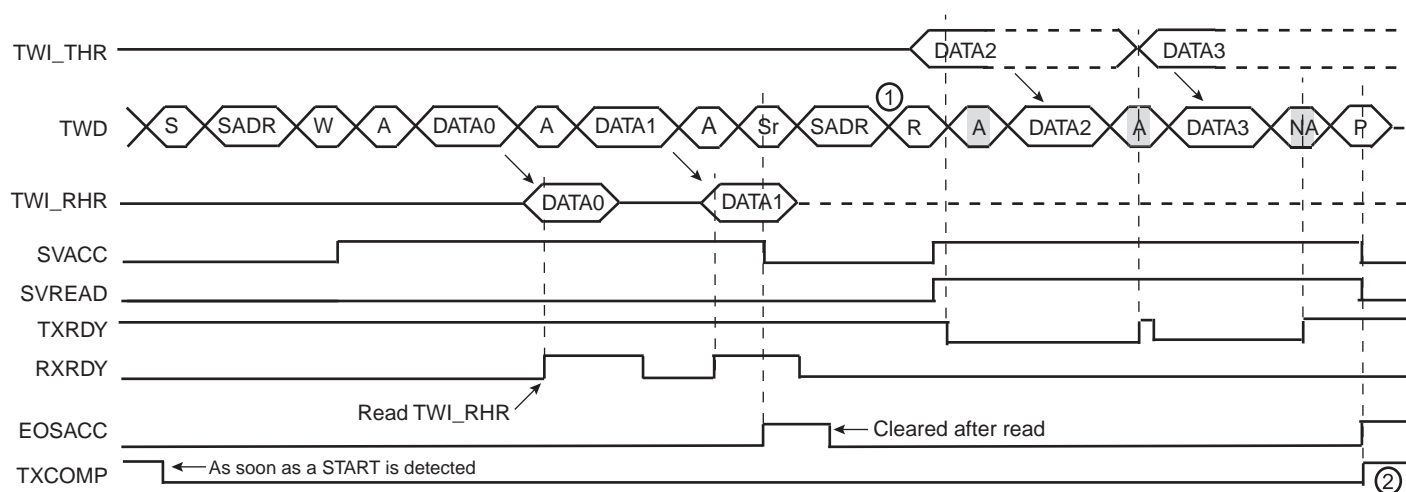 TWI_THR DATA2 DATA3
1
TWD S SADR W A DATA0 A DATA1 A Sr SADR R A DATA2 A DATA3 NA P
TWI_RHR DATA0 DATA1
SVACC
SVREAD
TXRDY
RXRDY
Read TWI_RHR
EOSACC Cleared after read
TXCOMP As soon as a START is detected 2